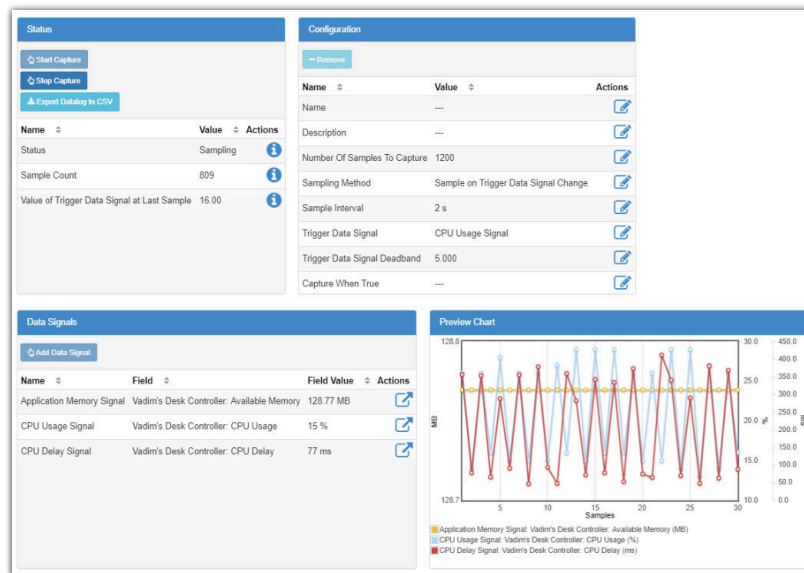 Status
Start Capture
Stop Capture
Export Datalog to CSV
Name Value Actions
Status Sampling
Sample Count 809
Value of Trigger Data Signal at Last Sample 16.00
Configuration
Remove
Name Value Actions
Name ---
Description ---
Number Of Samples To Capture 1200
Sampling Method Sample on Trigger Data Signal Change
Sample Interval 2 s
Trigger Data Signal CPU Usage Signal
Trigger Data Signal Deadband 5.000
Capture When True ---
Data Signals
Add Data Signal
Name Field Field Value Actions
Application Memory Signal Vadim's Desk Controller: Available Memory 128.77 MB
CPU Usage Signal Vadim's Desk Controller: CPU Usage 15 %
CPU Delay Signal Vadim's Desk Controller: CPU Delay 77 ms
Preview Chart
128.8
128.7
MB
30.0
25.0
20.0
15.0
10.0
%
450.0
400.0
350.0
300.0
250.0
200.0
150.0
100.0
50.0
0.0
ms
5 10 15 20 25 30
Samples
Application Memory Signal: Vadim's Desk Controller: Available Memory (MB)
CPU Usage Signal: Vadim's Desk Controller: CPU Usage (%)
CPU Delay Signal: Vadim's Desk Controller: CPU Delay (ms)